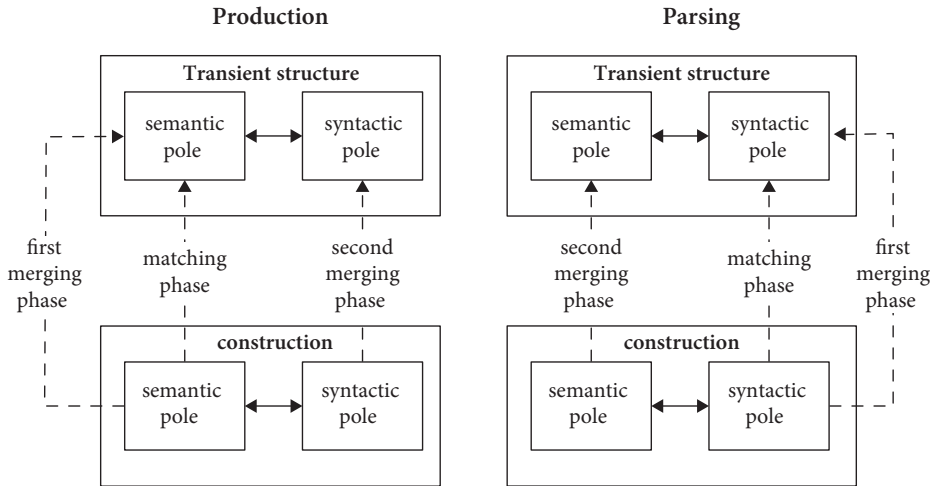 Production
Transient structure
semantic
pole
syntactic
pole
first
merging
phase
matching
phase
second
merging
phase
construction
semantic
pole
syntactic
pole
Parsing
Transient structure
semantic
pole
syntactic
pole
second
merging
phase
matching
phase
first
merging
phase
construction
semantic
pole
syntactic
pole